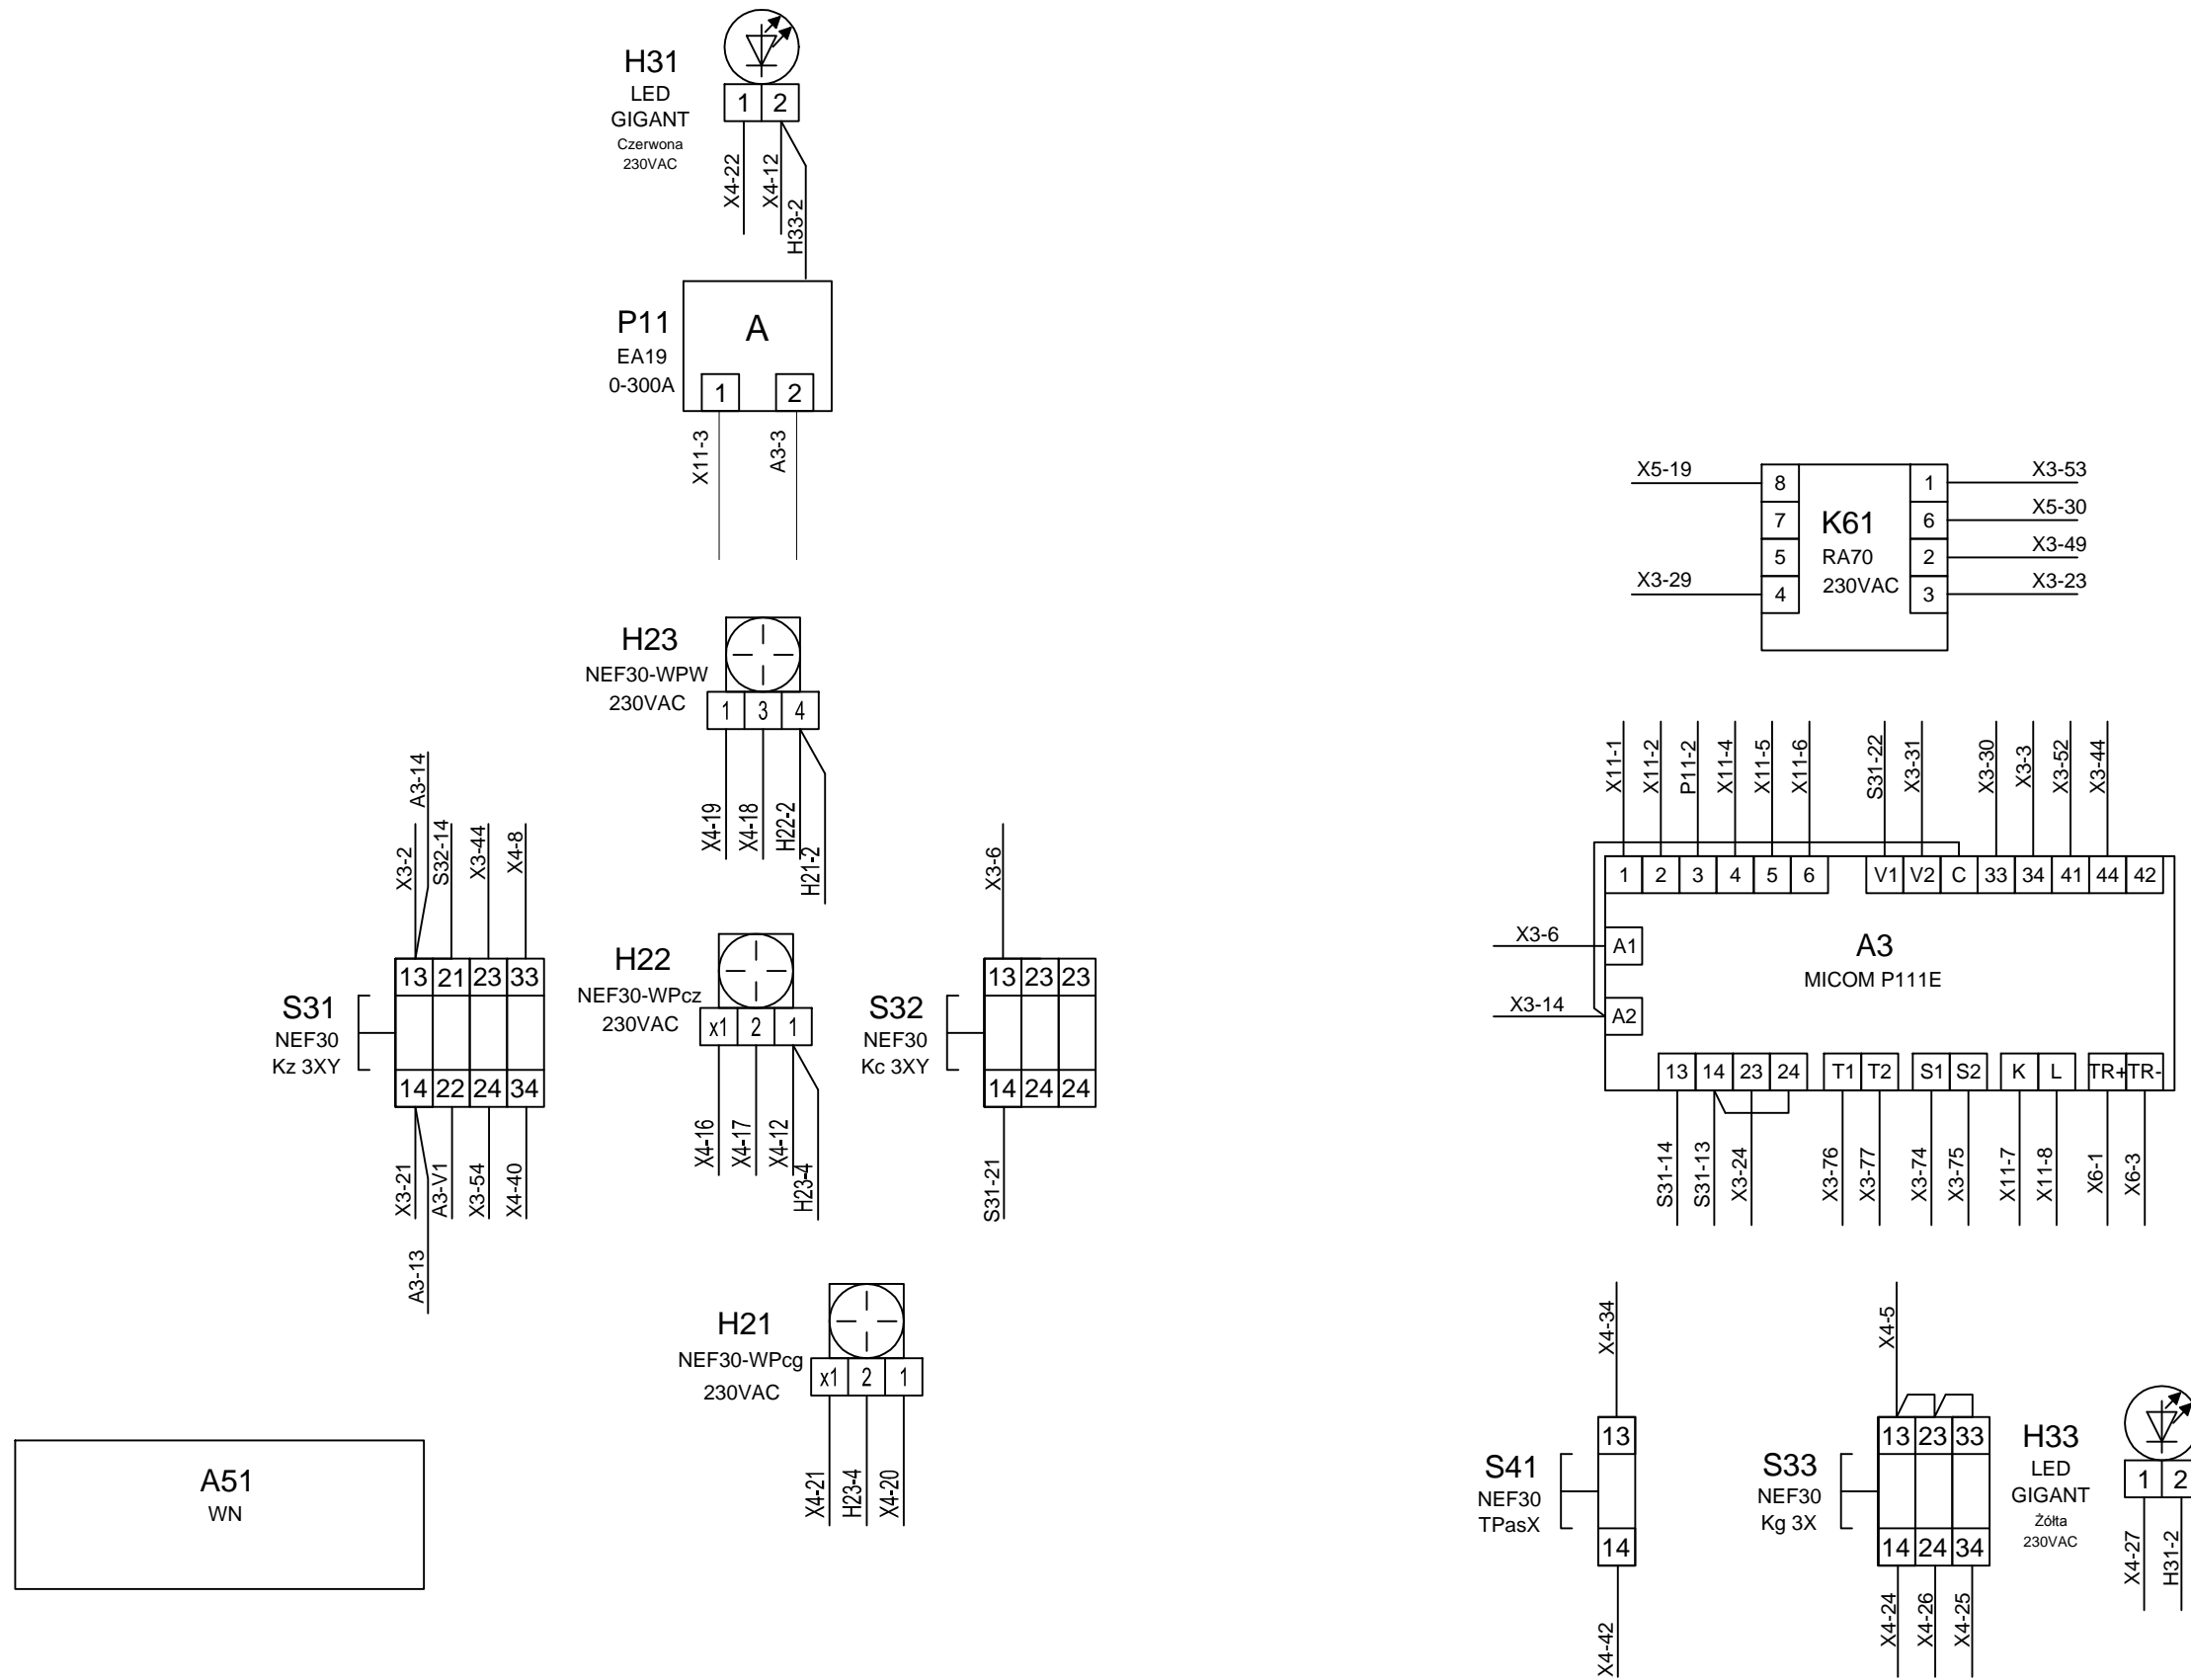 H31
LED
GIGANT
Czerwona
230VAC
1 2
X4-22
X4-12
H33-2
P11
EA19
0-300A
A
1 2
X11-3
A3-3
H23
NEF30-WPW
230VAC
1 3 4
X4-19
X4-18
H22-2
H21-2
A3-14
X3-2
S32-14
X3-44
X4-8
S31
NEF30
Kz 3XY
13 21 23 33
14 22 24 34
X3-21
A3-V1
X3-54
X4-40
A3-13
H22
NEF30-WPcz
230VAC
x1 2 1
X4-16
X4-17
X4-12
H23-4
X3-6
S32
NEF30
Kc 3XY
13 23 23
14 24 24
S31-21
H21
NEF30-WPcg
230VAC
x1 2 1
X4-21
H23-4
X4-20
A51
WN
X5-19
X3-29
8
7
5
4
K61
RA70
230VAC
1
6
2
3
X3-53
X5-30
X3-49
X3-23
X11-1
X11-2
P11-2
X11-4
X11-5
X11-6
S31-22
X3-31
X3-30
X3-3
X3-52
X3-44
1 2 3 4 5 6 V1 V2 C 33 34 41 44 42
X3-6
A1
X3-14
A2
A3
MICOM P111E
13 14 23 24 T1 T2 S1 S2 K L TR+ TR-
S31-14
S31-13
X3-24
X3-76
X3-77
X3-74
X3-75
X11-7
X11-8
X6-1
X6-3
X4-34
S41
NEF30
TPasX
13
14
X4-42
X4-5
S33
NEF30
Kg 3X
13 23 33
14 24 34
X4-24
X4-26
X4-25
H33
LED
GIGANT
Żółta
230VAC
1 2
X4-27
H31-2